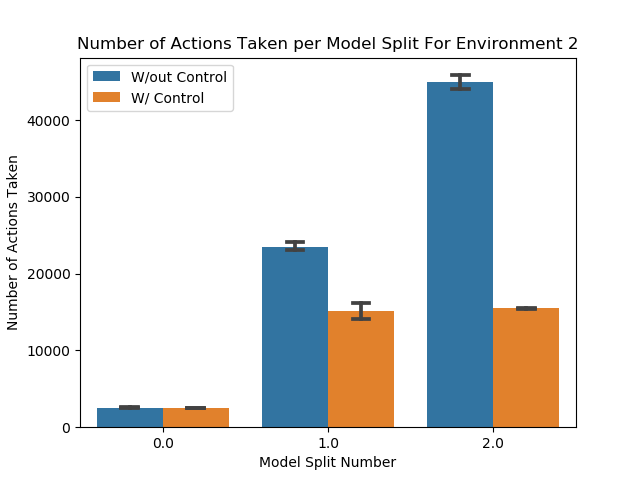 Number of Actions Taken per Model Split For Environment 2
W/out Control
W/ Control
Number of Actions Taken
40000
30000
20000
10000
0
0.0
1.0
2.0
Model Split Number